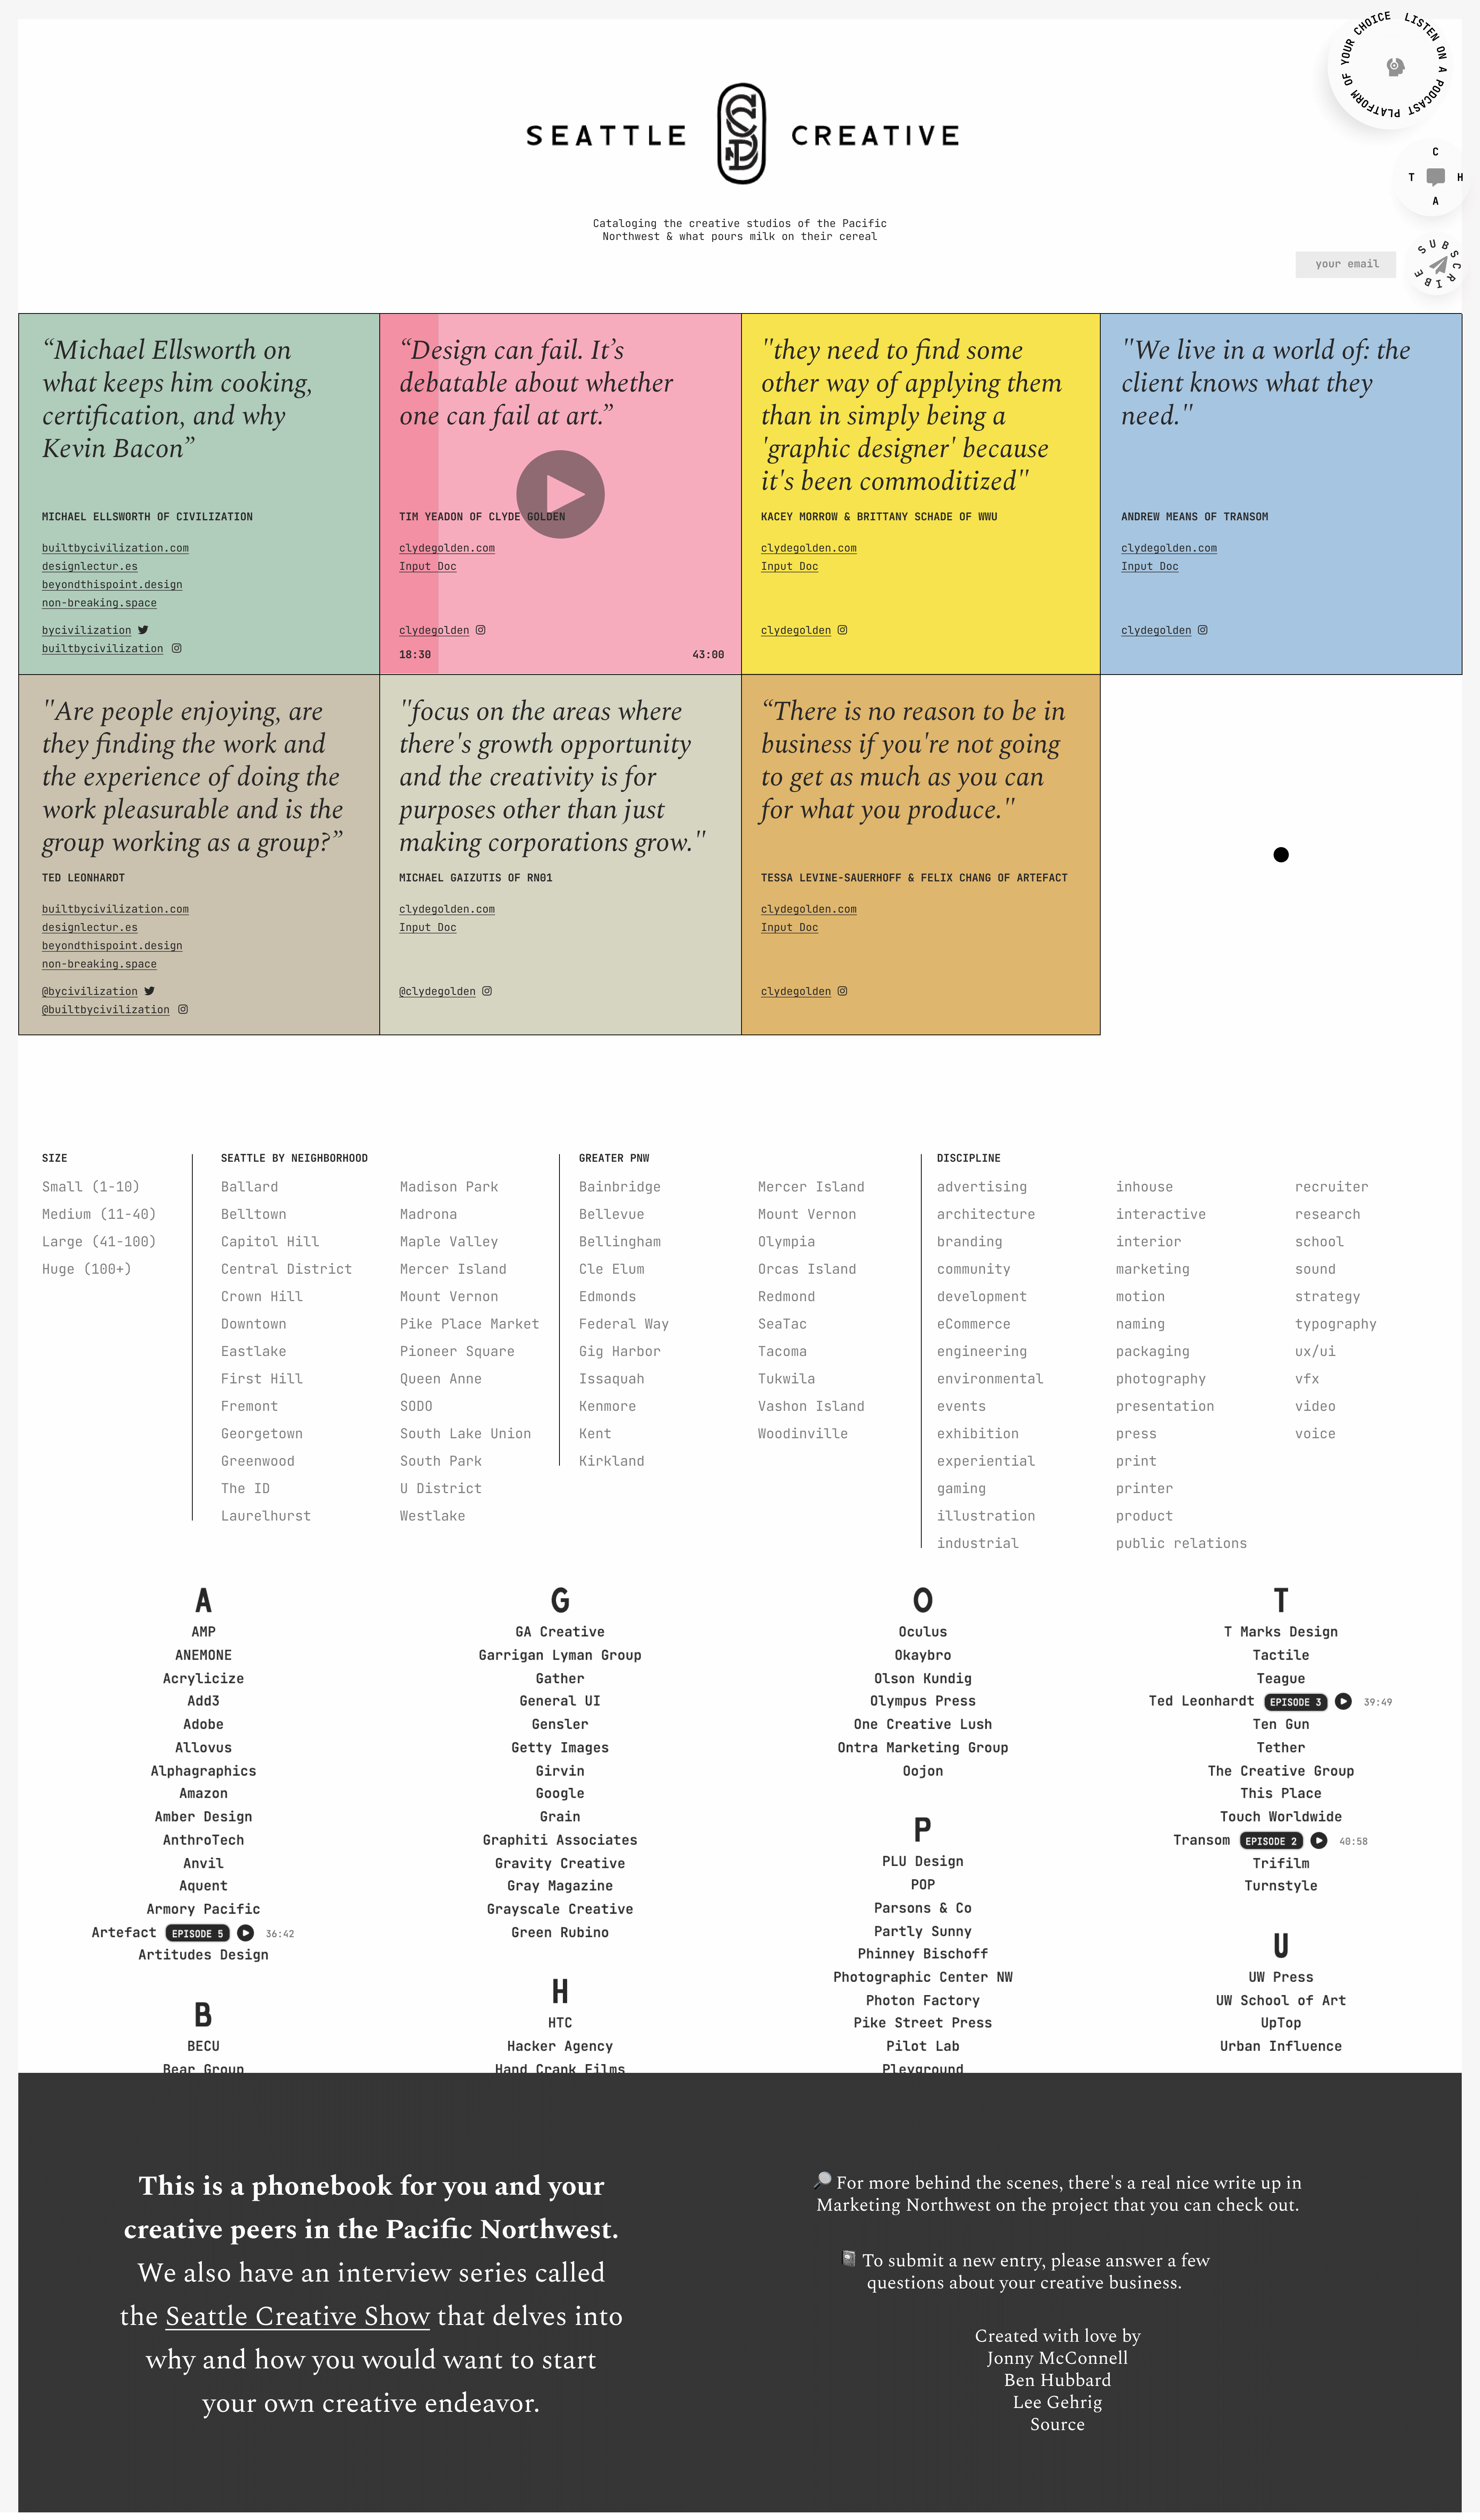 LISTEN ON A PODCAST PLATFORM OF YOUR CHOICE
SEATTLE SCD CREATIVE
CHAT
Cataloging the creative studios of the Pacific
Northwest & what pours milk on their cereal
your email
SUBSCRIBE
“Michael Ellsworth on
what keeps him cooking,
certification, and why
Kevin Bacon”
MICHAEL ELLSWORTH OF CIVILIZATION
builtbycivilization.com
designlectur.es
beyondthispoint.design
non-breaking.space
bycivilization
builtbycivilization
“Design can fail. It’s
debatable about whether
one can fail at art.”
TIM YEADON OF CLYDE GOLDEN
clydegolden.com
Input Doc
clydegolden
18:30 43:00
"they need to find some
other way of applying them
than in simply being a
'graphic designer' because
it's been commoditized"
KACEY MORROW & BRITTANY SCHADE OF WWU
clydegolden.com
Input Doc
clydegolden
"We live in a world of: the
client knows what they
need."
ANDREW MEANS OF TRANSOM
clydegolden.com
Input Doc
clydegolden
"Are people enjoying, are
they finding the work and
the experience of doing the
work pleasurable and is the
group working as a group?”
TED LEONHARDT
builtbycivilization.com
designlectur.es
beyondthispoint.design
non-breaking.space
@bycivilization
@builtbycivilization
"focus on the areas where
there's growth opportunity
and the creativity is for
purposes other than just
making corporations grow."
MICHAEL GAIZUTIS OF RN01
clydegolden.com
Input Doc
@clydegolden
“There is no reason to be in
business if you're not going
to get as much as you can
for what you produce."
TESSA LEVINE-SAUERHOFF & FELIX CHANG OF ARTEFACT
clydegolden.com
Input Doc
clydegolden
SIZE
Small (1-10)
Medium (11-40)
Large (41-100)
Huge (100+)
SEATTLE BY NEIGHBORHOOD
Ballard
Belltown
Capitol Hill
Central District
Crown Hill
Downtown
Eastlake
First Hill
Fremont
Georgetown
Greenwood
The ID
Laurelhurst
Madison Park
Madrona
Maple Valley
Mercer Island
Mount Vernon
Pike Place Market
Pioneer Square
Queen Anne
SODO
South Lake Union
South Park
U District
Westlake
GREATER PNW
Bainbridge
Bellevue
Bellingham
Cle Elum
Edmonds
Federal Way
Gig Harbor
Issaquah
Kenmore
Kent
Kirkland
Mercer Island
Mount Vernon
Olympia
Orcas Island
Redmond
SeaTac
Tacoma
Tukwila
Vashon Island
Woodinville
DISCIPLINE
advertising
architecture
branding
community
development
eCommerce
engineering
environmental
events
exhibition
experiential
gaming
illustration
industrial
inhouse
interactive
interior
marketing
motion
naming
packaging
photography
presentation
press
print
printer
product
public relations
recruiter
research
school
sound
strategy
typography
ux/ui
vfx
video
voice
A
AMP
ANEMONE
Acrylicize
Add3
Adobe
Allovus
Alphagraphics
Amazon
Amber Design
AnthroTech
Anvil
Aquent
Armory Pacific
Artefact EPISODE 5 36:42
Artitudes Design
B
BECU
Bear Group
G
GA Creative
Garrigan Lyman Group
Gather
General UI
Gensler
Getty Images
Girvin
Google
Grain
Graphiti Associates
Gravity Creative
Gray Magazine
Grayscale Creative
Green Rubino
H
HTC
Hacker Agency
Hand Crank Films
O
Oculus
Okaybro
Olson Kundig
Olympus Press
One Creative Lush
Ontra Marketing Group
Oojon
P
PLU Design
POP
Parsons & Co
Partly Sunny
Phinney Bischoff
Photographic Center NW
Photon Factory
Pike Street Press
Pilot Lab
Playground
T
T Marks Design
Tactile
Teague
Ted Leonhardt EPISODE 3 39:49
Ten Gun
Tether
The Creative Group
This Place
Touch Worldwide
Transom EPISODE 2 40:58
Trifilm
Turnstyle
U
UW Press
UW School of Art
UpTop
Urban Influence
This is a phonebook for you and your
creative peers in the Pacific Northwest.
We also have an interview series called
the Seattle Creative Show that delves into
why and how you would want to start
your own creative endeavor.
For more behind the scenes, there's a real nice write up in
Marketing Northwest on the project that you can check out.
To submit a new entry, please answer a few
questions about your creative business.
Created with love by
Jonny McConnell
Ben Hubbard
Lee Gehrig
Source